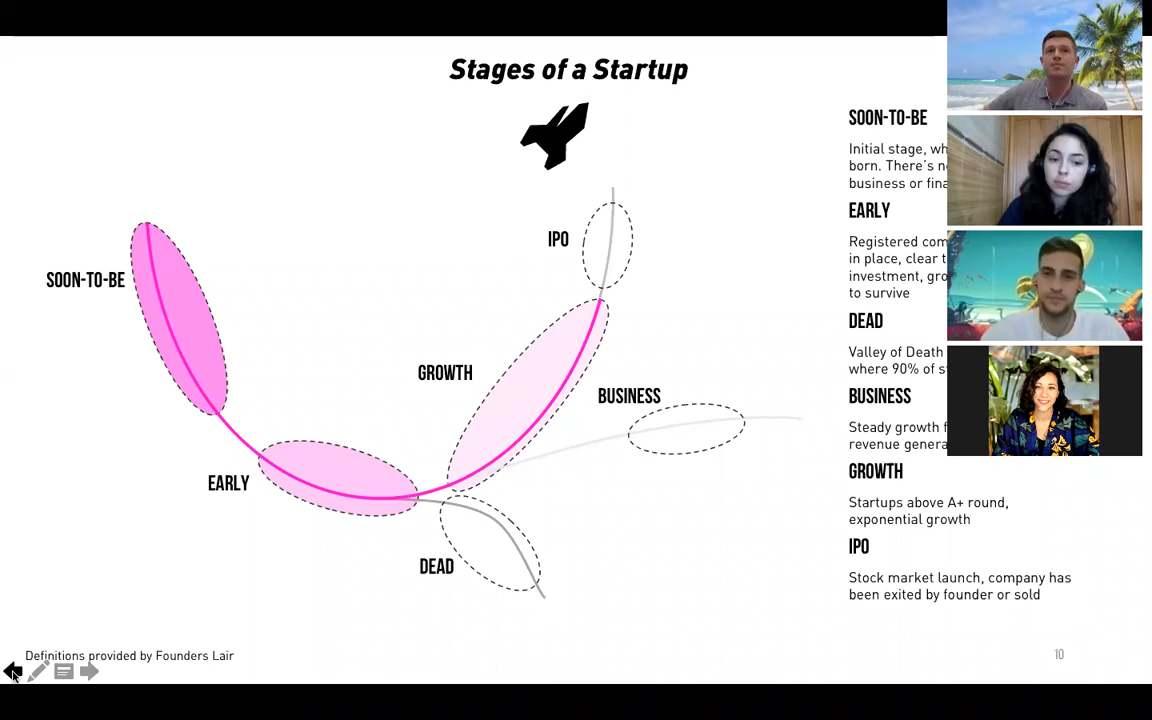 Stages of a Startup
SOON-TO-BE
EARLY
GROWTH
IPO
BUSINESS
DEAD
SOON-TO-BE
Initial stage,
born. There's
business or
EARLY
Registered
in place, clear
investment,
to survive
DEAD
Valley of Death
where 90% of
BUSINESS
Steady growth
revenue
GROWTH
Startups above A+ round,
exponential growth
IPO
Stock market launch, company has
been exited by founder or sold
Definitions provided by Founders Lair
10